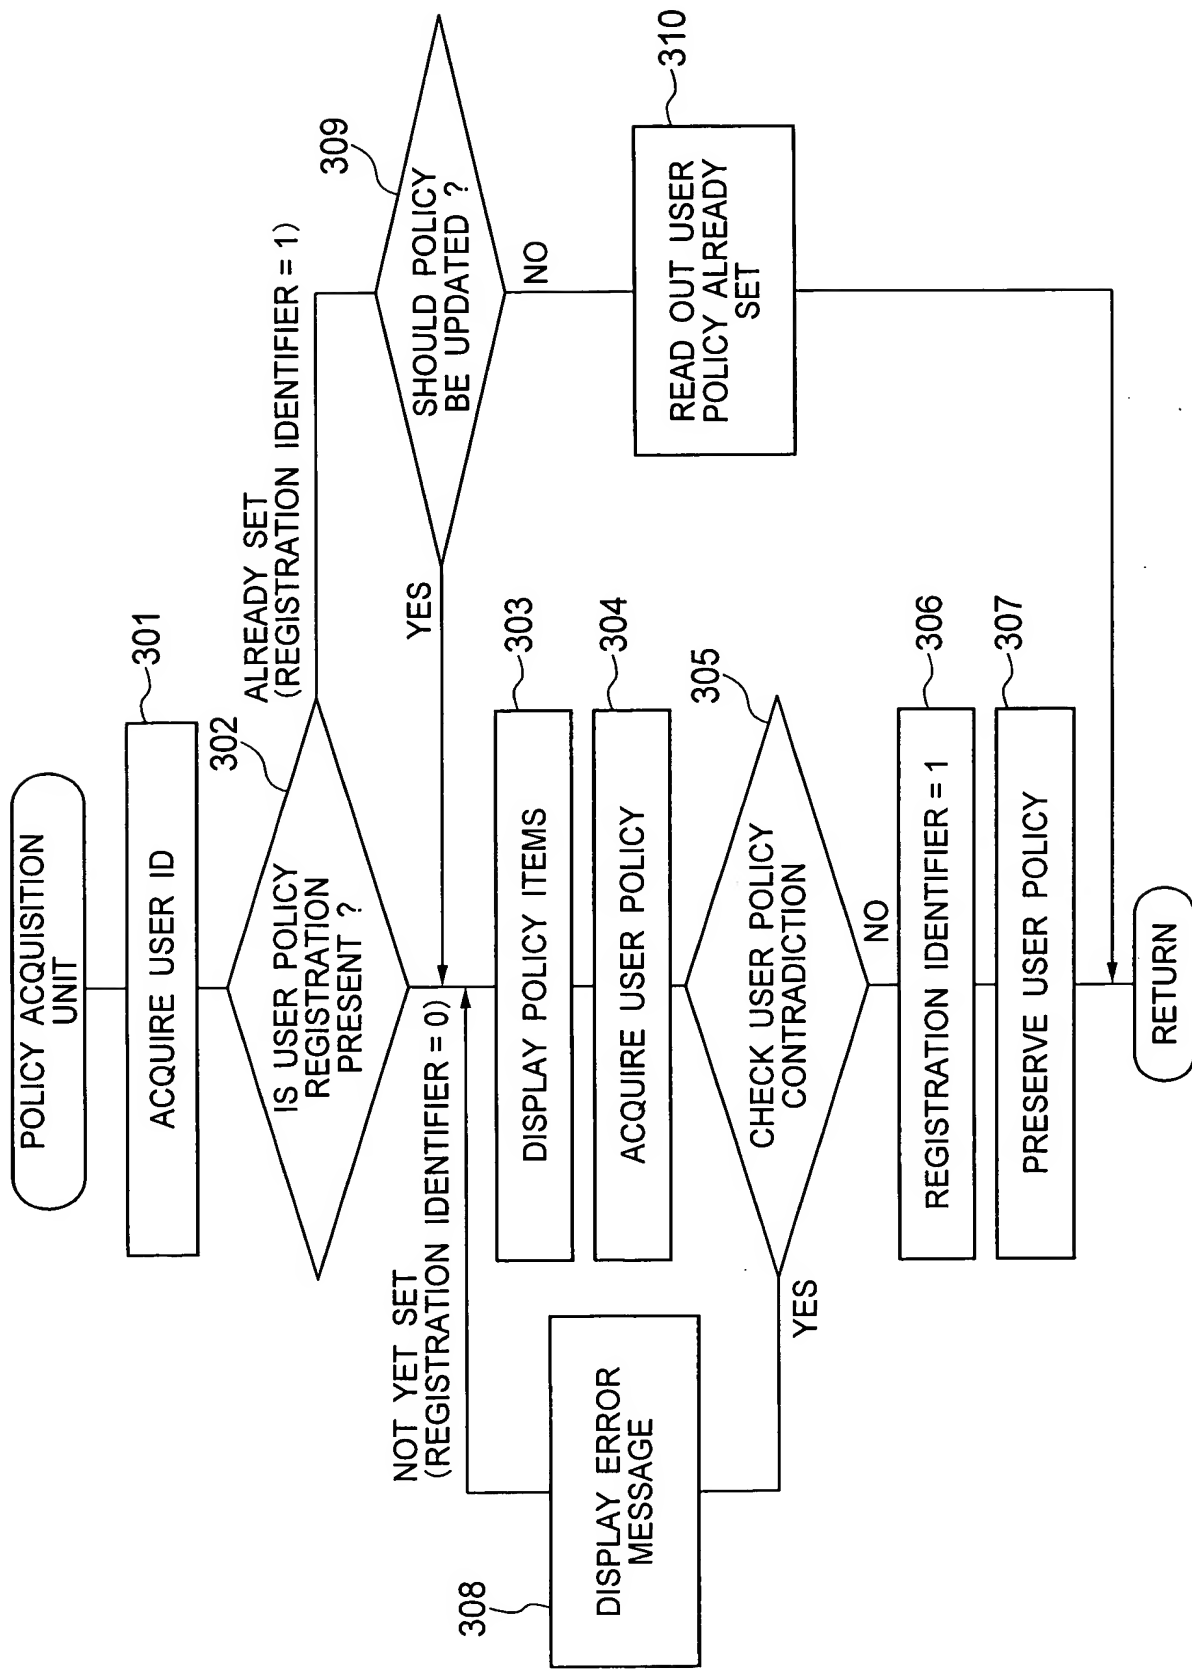 POLICY ACQUISITION
UNIT
301
ACQUIRE USER ID
302
IS USER POLICY
REGISTRATION
PRESENT ?
ALREADY SET
(REGISTRATION IDENTIFIER = 1)
309
SHOULD POLICY
BE UPDATED ?
YES
NO
310
READ OUT USER
POLICY ALREADY
SET
NOT YET SET
(REGISTRATION IDENTIFIER = 0)
303
DISPLAY POLICY ITEMS
304
ACQUIRE USER POLICY
305
CHECK USER POLICY
CONTRADICTION
YES
NO
308
DISPLAY ERROR
MESSAGE
306
REGISTRATION IDENTIFIER = 1
307
PRESERVE USER POLICY
RETURN